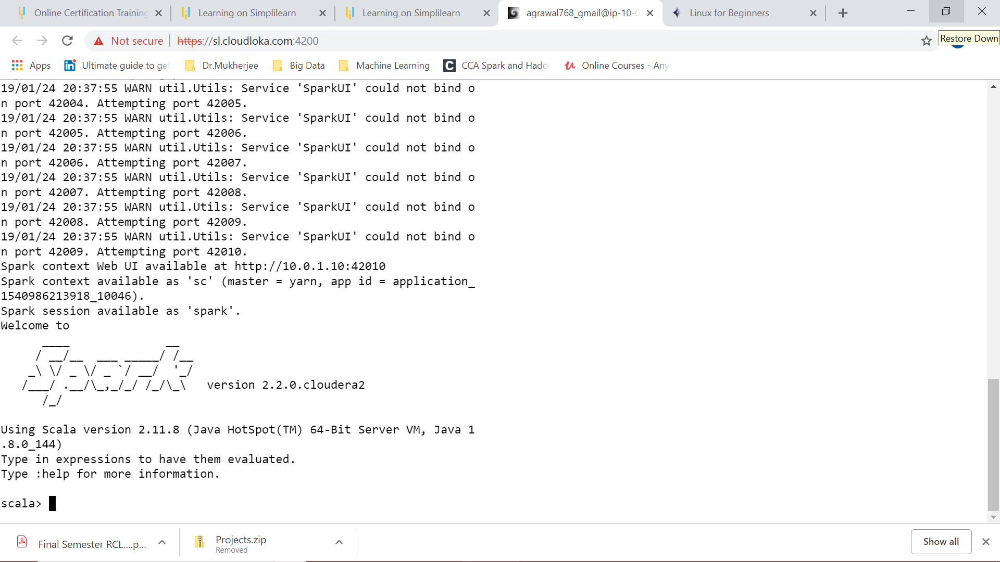 Online Certification Training
Learning on Simplilearn
Learning on Simplilearn
agrawal768_gmail@ip-10-0
Linux for Beginners
Not secure
https://sl.cloudloka.com:4200
Restore Down
Apps
Ultimate guide to get
Dr.Mukherjee
Big Data
Machine Learning
CCA Spark and Hado
Online Courses - Any
19/01/24 20:37:55 WARN util.Utils: Service 'SparkUI' could not bind o
n port 42004. Attempting port 42005.
19/01/24 20:37:55 WARN util.Utils: Service 'SparkUI' could not bind o
n port 42005. Attempting port 42006.
19/01/24 20:37:55 WARN util.Utils: Service 'SparkUI' could not bind o
n port 42006. Attempting port 42007.
19/01/24 20:37:55 WARN util.Utils: Service 'SparkUI' could not bind o
n port 42007. Attempting port 42008.
19/01/24 20:37:55 WARN util.Utils: Service 'SparkUI' could not bind o
n port 42008. Attempting port 42009.
19/01/24 20:37:55 WARN util.Utils: Service 'SparkUI' could not bind o
n port 42009. Attempting port 42010.
Spark context Web UI available at http://10.0.1.10:42010
Spark context available as 'sc' (master = yarn, app id = application_
1540986213918_10046).
Spark session available as 'spark'.
Welcome to
      ____              __
     / __/__  ___ _____/ /__
    _\ \/ _ \/ _ `/ __/  '_/
   /___/ .__/\_,_/_/ /_/\_\   version 2.2.0.cloudera2
      /_/
Using Scala version 2.11.8 (Java HotSpot(TM) 64-Bit Server VM, Java 1
.8.0_144)
Type in expressions to have them evaluated.
Type :help for more information.
scala>
Final Semester RCL....p...
Projects.zip
Removed
Show all